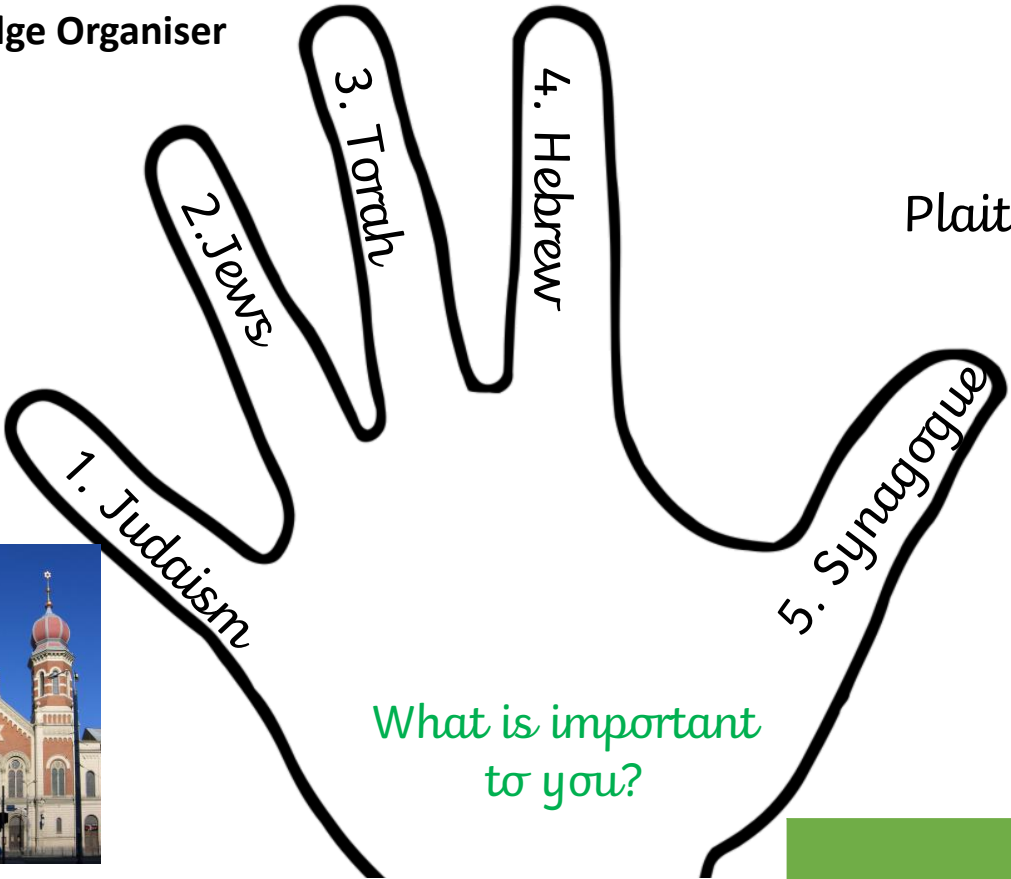 lge Organiser
3. Torah
4. Hebrew
2.Jews
Plait
1. Judaism
5. Synagogue
What is important
to you?